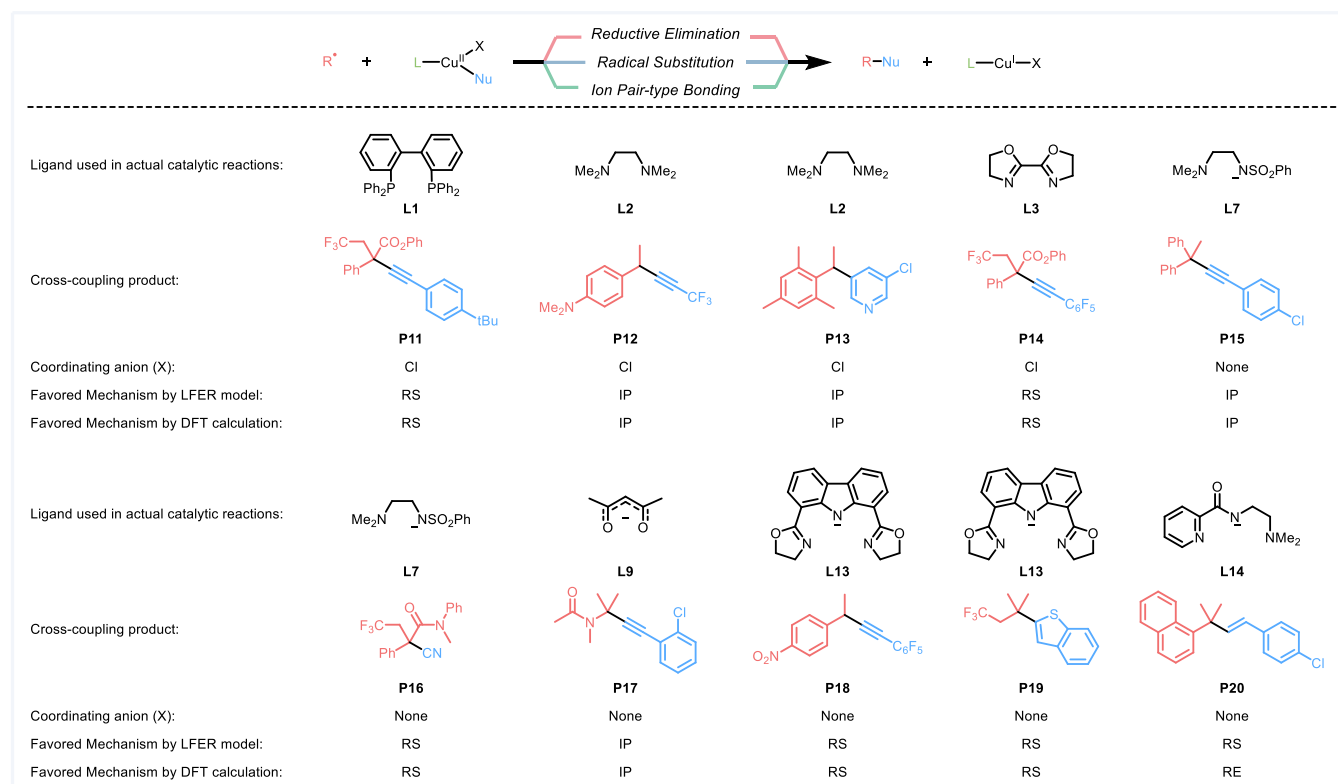 Reductive Elimination
R• + L Cu^II X Nu Radical Substitution R–Nu + L–Cu^I–X
Ion Pair-type Bonding
Ligand used in actual catalytic reactions:
Ph2P PPh2 Me2N NMe2 Me2N NMe2 O O N N Me2N NSO2Ph −
L1 L2 L2 L3 L7
F3C CO2Ph Ph tBu Me2N CF3 Cl N F3C CO2Ph Ph C6F5 Ph Ph Cl
Cross-coupling product:
P11 P12 P13 P14 P15
Coordinating anion (X): Cl Cl Cl Cl None
Favored Mechanism by LFER model: RS IP IP RS IP
Favored Mechanism by DFT calculation: RS IP IP RS IP
Ligand used in actual catalytic reactions:
Me2N NSO2Ph − O O − N − O N O N N − O N O N O N N − NMe2
L7 L9 L13 L13 L14
Cross-coupling product:
F3C O Ph N Ph CN O N Cl O2N C6F5 F3C S Cl
P16 P17 P18 P19 P20
Coordinating anion (X): None None None None None
Favored Mechanism by LFER model: RS IP RS RS RS
Favored Mechanism by DFT calculation: RS IP RS RS RE